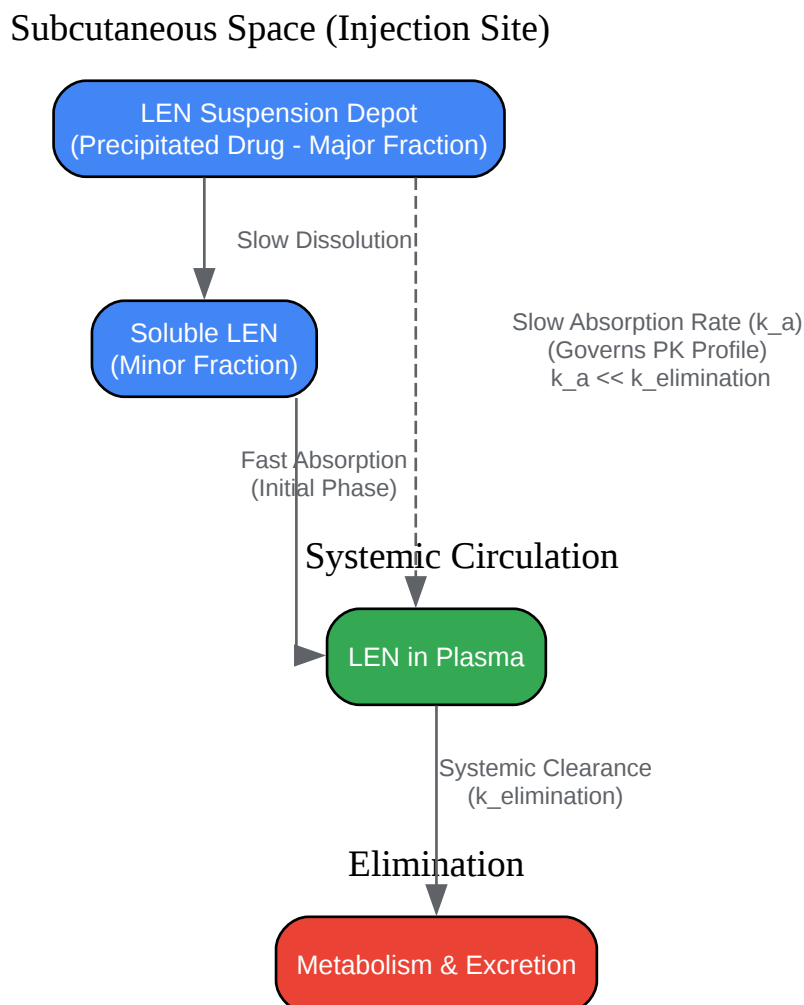 Subcutaneous Space (Injection Site)
LEN Suspension Depot
(Precipitated Drug - Major Fraction)
Slow Dissolution
Soluble LEN
(Minor Fraction)
Slow Absorption Rate (k_a)
(Governs PK Profile)
k_a << k_elimination
Fast Absorption
(Initial Phase)
Systemic Circulation
LEN in Plasma
Systemic Clearance
(k_elimination)
Elimination
Metabolism & Excretion